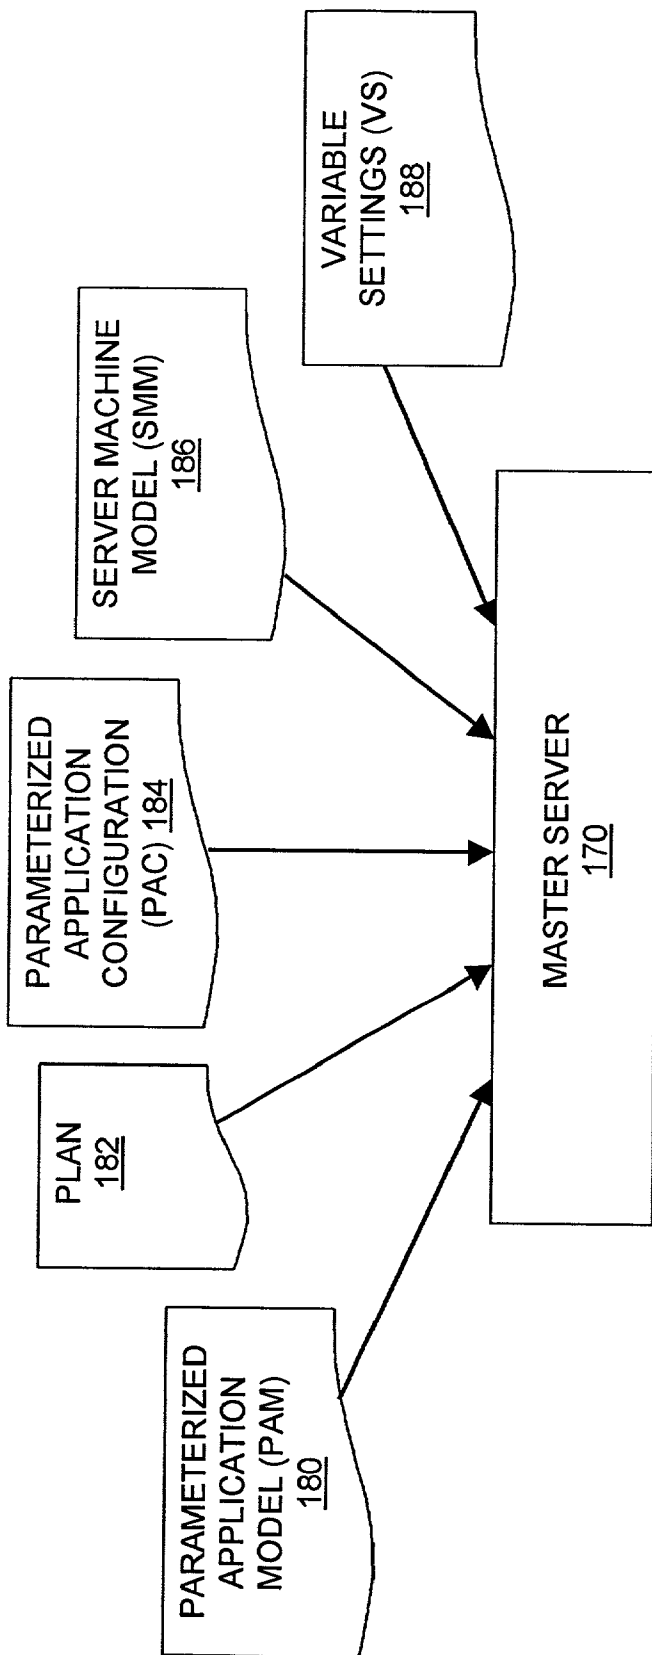 PARAMETERIZED
APPLICATION
MODEL (PAM)
180
PLAN
182
PARAMETERIZED
APPLICATION
CONFIGURATION
(PAC) 184
SERVER MACHINE
MODEL (SMM)
186
VARIABLE
SETTINGS (VS)
188
MASTER SERVER
170